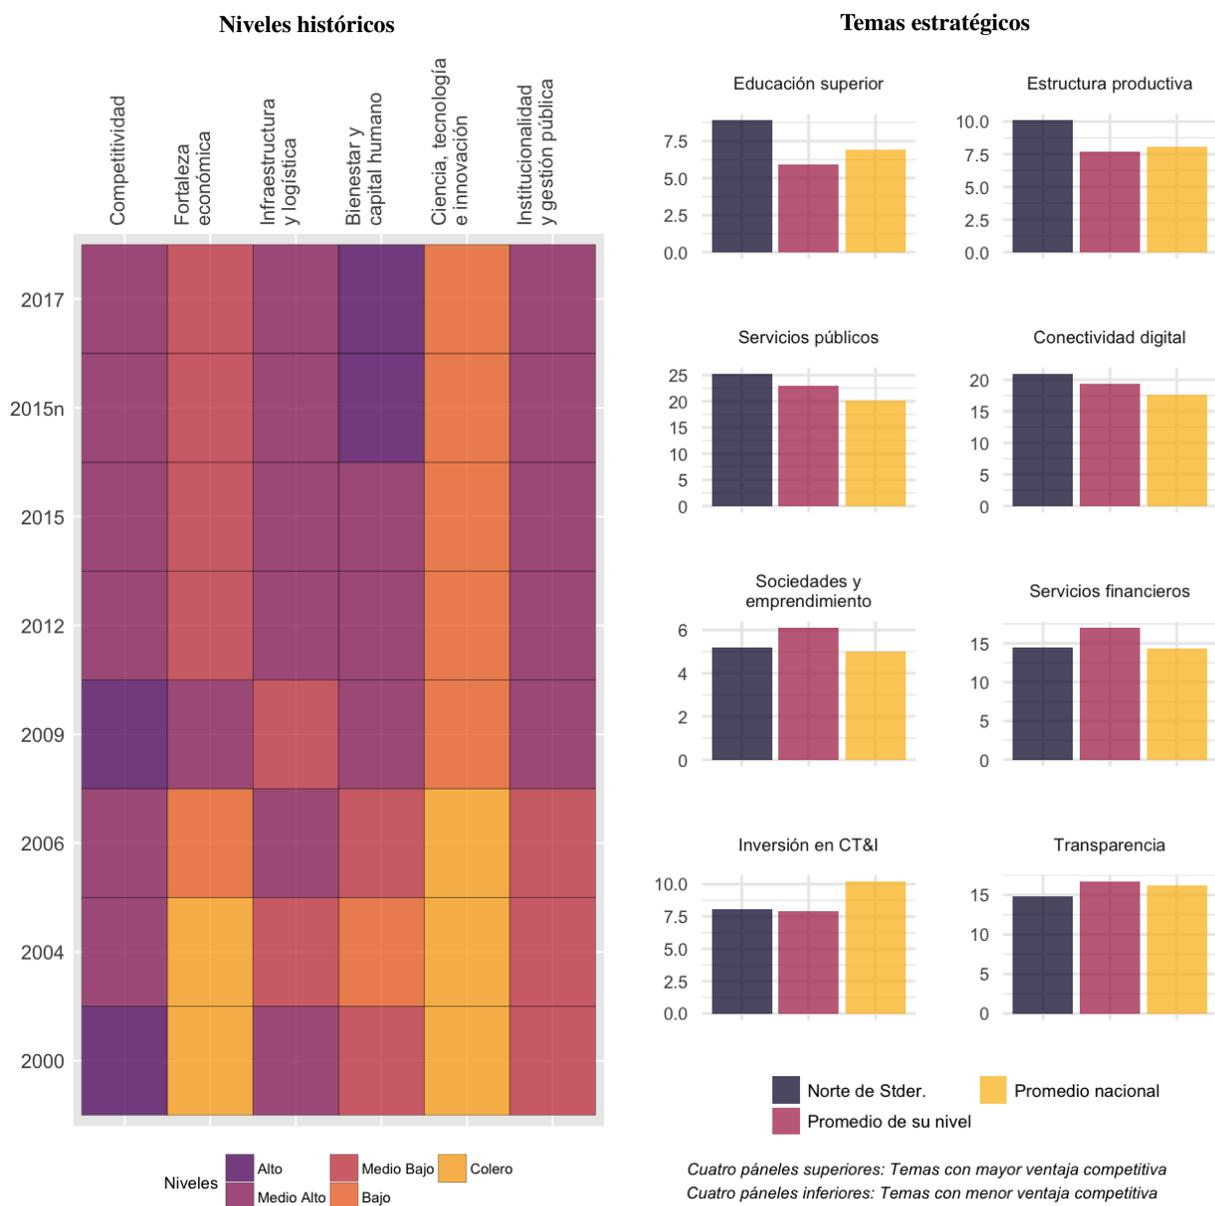 Niveles históricos
Competitividad
Fortaleza
económica
Infraestructura
y logística
Bienestar y
capital humano
Ciencia, tecnología
e innovación
Institucionalidad
y gestión pública
2017
2015n
2015
2012
2009
2006
2004
2000
Niveles
Alto
Medio Alto
Medio Bajo
Bajo
Colero
Temas estratégicos
Educación superior
7.5
5.0
2.5
0.0
Estructura productiva
10.0
7.5
5.0
2.5
0.0
Servicios públicos
25
20
15
10
5
0
Conectividad digital
20
15
10
5
0
Sociedades y
emprendimiento
6
4
2
0
Servicios financieros
15
10
5
0
Inversión en CT&I
10.0
7.5
5.0
2.5
0.0
Transparencia
15
10
5
0
Norte de Stder.
Promedio de su nivel
Promedio nacional
Cuatro páneles superiores: Temas con mayor ventaja competitiva
Cuatro páneles inferiores: Temas con menor ventaja competitiva